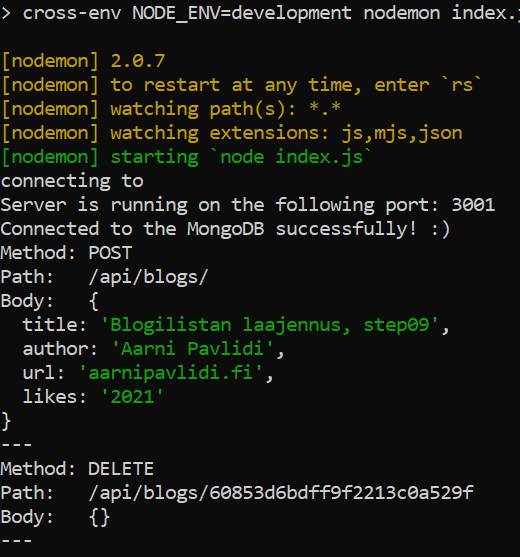 > cross-env NODE_ENV=development nodemon index.j
[nodemon] 2.0.7
[nodemon] to restart at any time, enter `rs`
[nodemon] watching path(s): *.*
[nodemon] watching extensions: js,mjs,json
[nodemon] starting `node index.js`
connecting to
Server is running on the following port: 3001
Connected to the MongoDB successfully! :)
Method: POST
Path:   /api/blogs/
Body:   {
  title: 'Blogilistan laajennus, step09',
  author: 'Aarni Pavlidi',
  url: 'aarnipavlidi.fi',
  likes: '2021'
}
---
Method: DELETE
Path:   /api/blogs/60853d6bdff9f2213c0a529f
Body:   {}
---